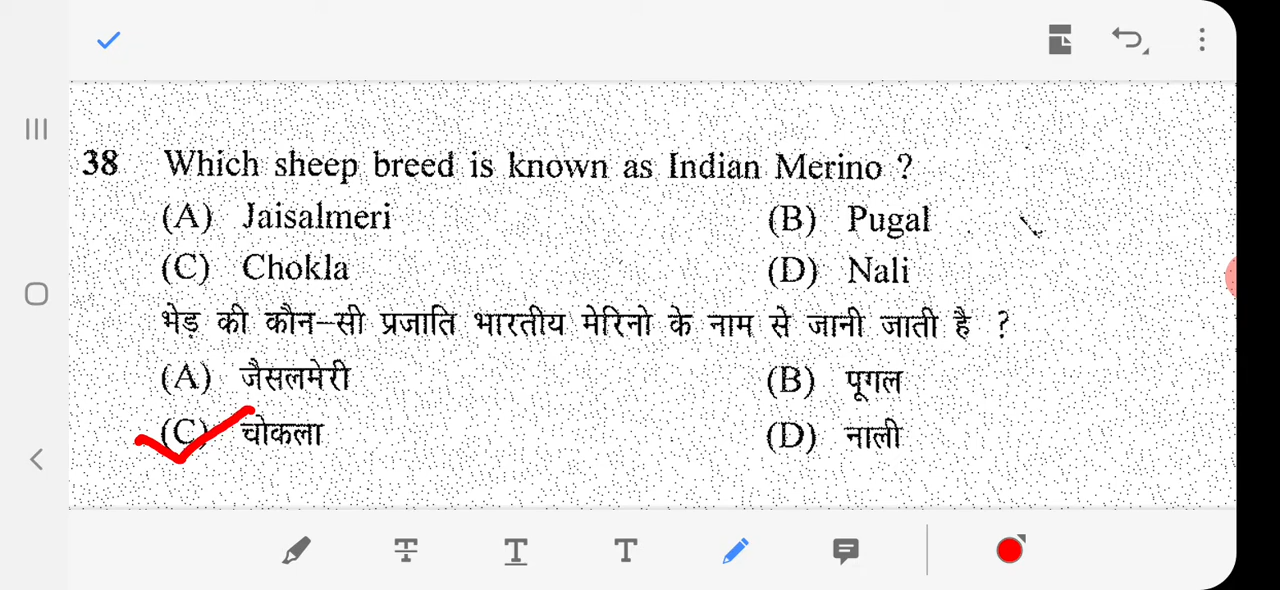 38 Which sheep breed is known as Indian Merino ?
(A) Jaisalmeri (B) Pugal
(C) Chokla (D) Nali
भेड़ की कौन-सी प्रजाति भारतीय मेरिनो के नाम से जानी जाती है ?
(A) जैसलमेरी (B) पूगल
(C) चोकला (D) नाली
T T T